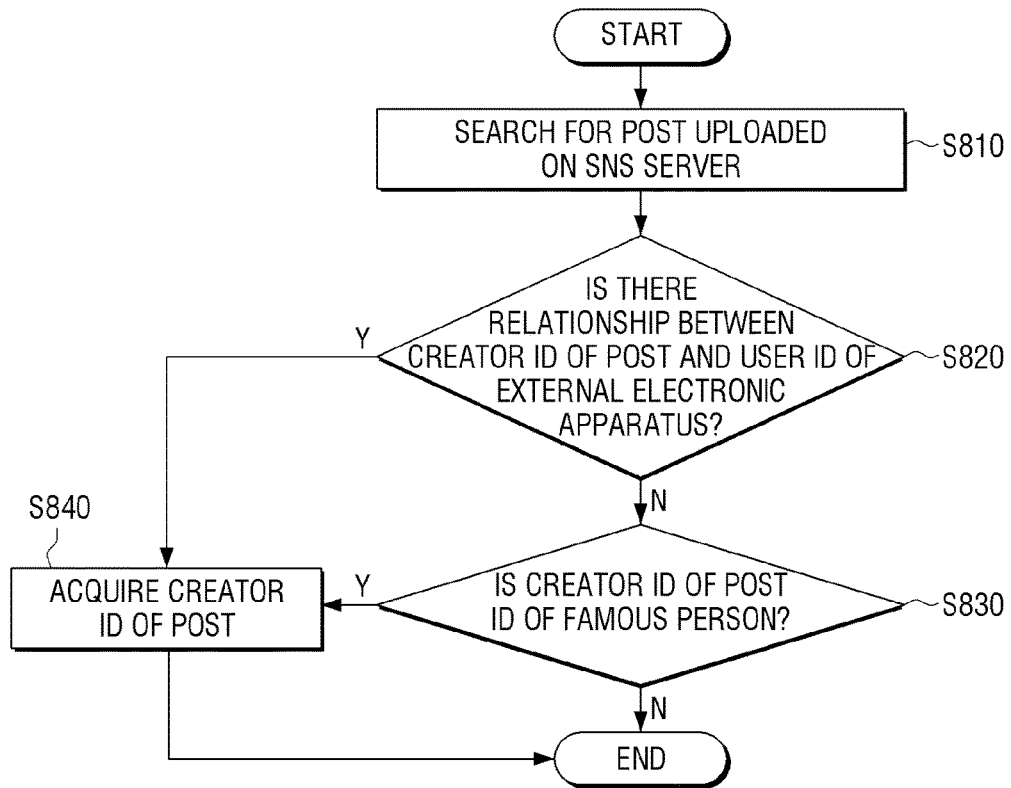 START
SEARCH FOR POST UPLOADED
ON SNS SERVER
S810
IS THERE
RELATIONSHIP BETWEEN
CREATOR ID OF POST AND USER ID OF
EXTERNAL ELECTRONIC
APPARATUS?
S820
Y
N
S840
ACQUIRE CREATOR
ID OF POST
Y
IS CREATOR ID OF POST
ID OF FAMOUS PERSON?
S830
N
END